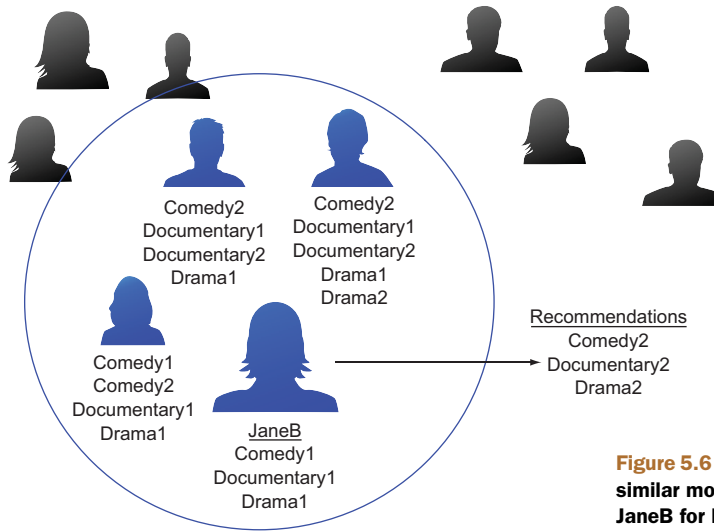 Comedy2
Documentary1
Documentary2
Drama1
Comedy2
Documentary1
Documentary2
Drama1
Drama2
Comedy1
Comedy2
Documentary1
Drama1
JaneB
Comedy1
Documentary1
Drama1
Recommendations
Comedy2
Documentary2
Drama2
Figure 5.6
similar mo
JaneB for